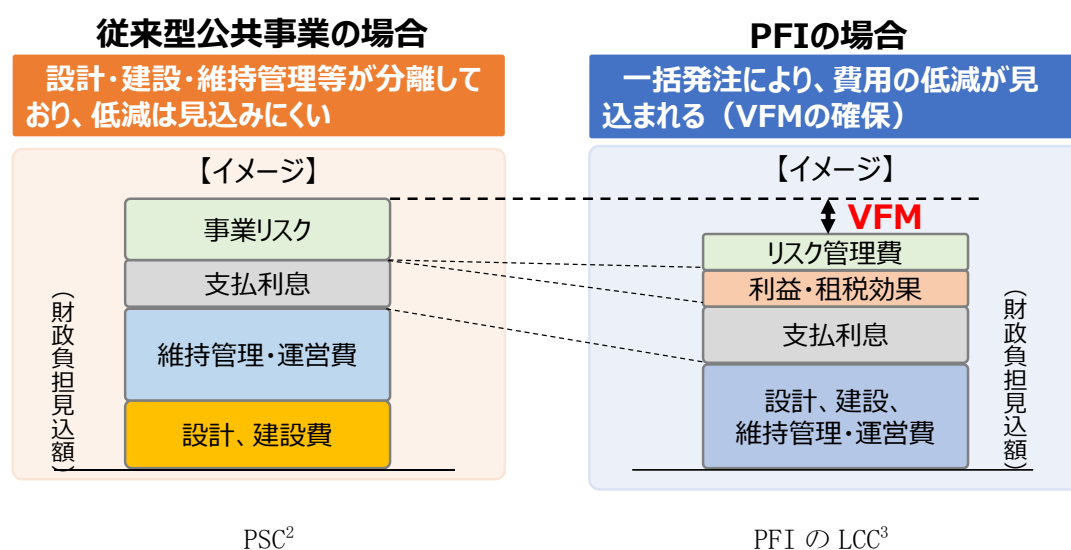 従来型公共事業の場合
設計・建設・維持管理等が分離して
おり、低減は見込みにくい
【イメージ】
事業リスク
支払利息
維持管理・運営費
設計、建設費
（財政負担見込額）
PSC2
PFIの場合
一括発注により、費用の低減が見
込まれる（VFMの確保）
【イメージ】
VFM
リスク管理費
利益・租税効果
支払利息
設計、建設、
維持管理・運営費
（財政負担見込額）
PFI の LCC3